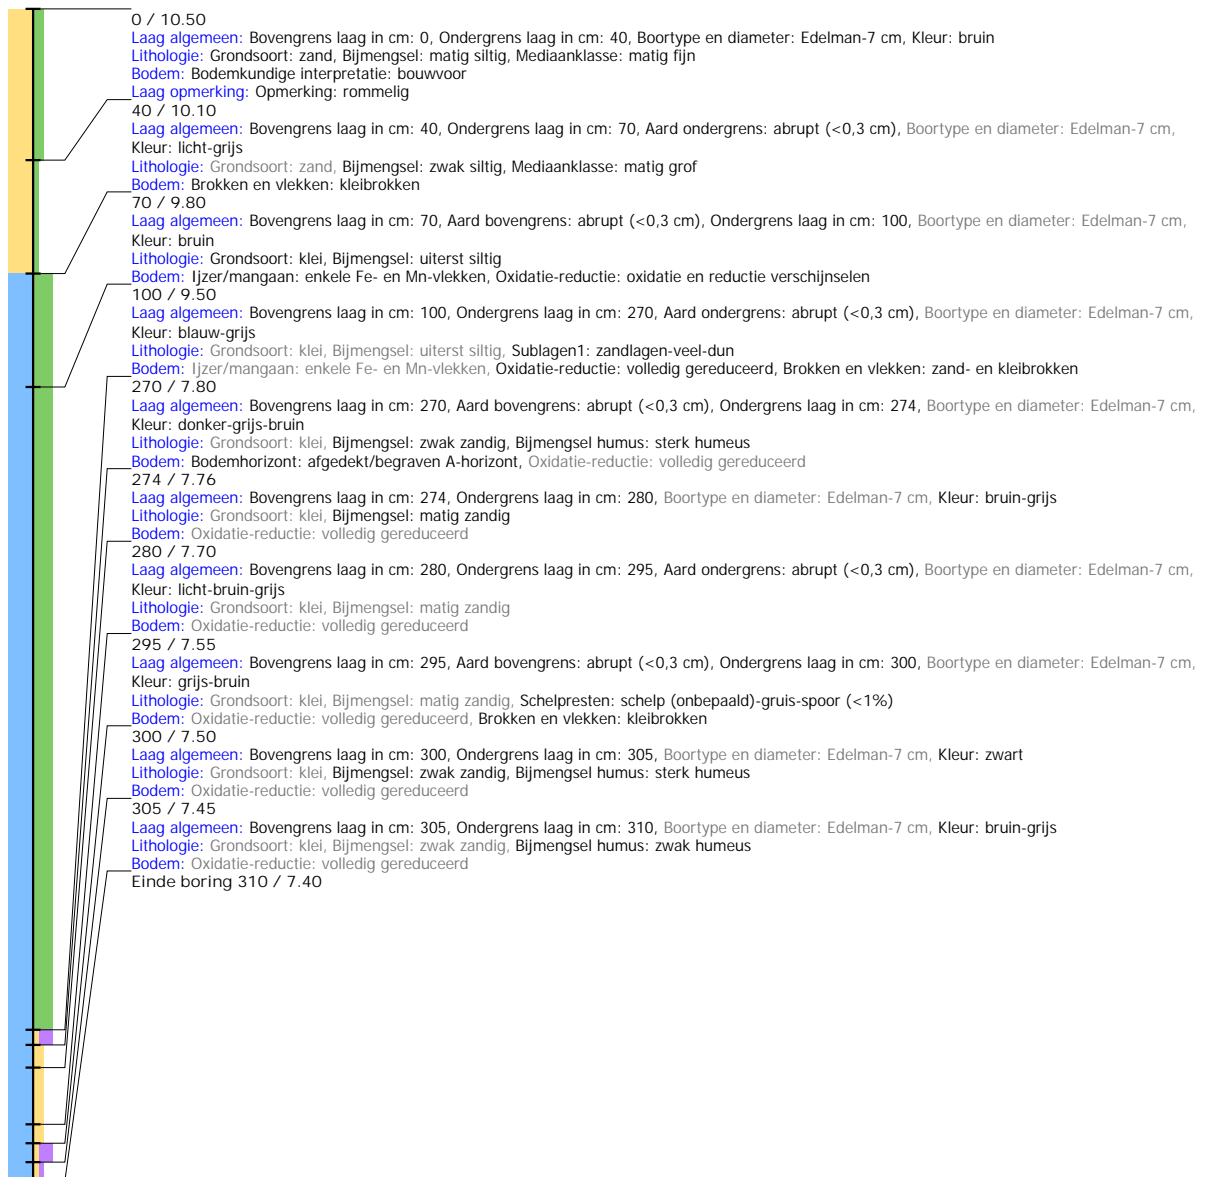 0 / 10.50
Laag algemeen: Bovengrens laag in cm: 0, Ondergrens laag in cm: 40, Boortype en diameter: Edelman-7 cm, Kleur: bruin
Lithologie: Grondsoort: zand, Bijmengsel: matig siltig, Mediaanklasse: matig fijn
Bodem: Bodemkundige interpretatie: bouwvoor
Laag opmerking: Opmerking: rommelig
40 / 10.10
Laag algemeen: Bovengrens laag in cm: 40, Ondergrens laag in cm: 70, Aard ondergrens: abrupt (<0,3 cm), Boortype en diameter: Edelman-7 cm,
Kleur: licht-grijs
Lithologie: Grondsoort: zand, Bijmengsel: zwak siltig, Mediaanklasse: matig grof
Bodem: Brokken en vlekken: kleibrokken
70 / 9.80
Laag algemeen: Bovengrens laag in cm: 70, Aard bovengrens: abrupt (<0,3 cm), Ondergrens laag in cm: 100, Boortype en diameter: Edelman-7 cm,
Kleur: bruin
Lithologie: Grondsoort: klei, Bijmengsel: uiterst siltig
Bodem: Ijzer/mangaan: enkele Fe- en Mn-vlekken, Oxidatie-reductie: oxidatie en reductie verschijnselen
100 / 9.50
Laag algemeen: Bovengrens laag in cm: 100, Ondergrens laag in cm: 270, Aard ondergrens: abrupt (<0,3 cm), Boortype en diameter: Edelman-7 cm,
Kleur: blauw-grijs
Lithologie: Grondsoort: klei, Bijmengsel: uiterst siltig, Sublagen1: zandlagen-veel-dun
Bodem: Ijzer/mangaan: enkele Fe- en Mn-vlekken, Oxidatie-reductie: volledig gereduceerd, Brokken en vlekken: zand- en kleibrokken
270 / 7.80
Laag algemeen: Bovengrens laag in cm: 270, Aard bovengrens: abrupt (<0,3 cm), Ondergrens laag in cm: 274, Boortype en diameter: Edelman-7 cm,
Kleur: donker-grijs-bruin
Lithologie: Grondsoort: klei, Bijmengsel: zwak zandig, Bijmengsel humus: sterk humeus
Bodem: Bodemhorizont: afgedekt/begraven A-horizont, Oxidatie-reductie: volledig gereduceerd
274 / 7.76
Laag algemeen: Bovengrens laag in cm: 274, Ondergrens laag in cm: 280, Boortype en diameter: Edelman-7 cm, Kleur: bruin-grijs
Lithologie: Grondsoort: klei, Bijmengsel: matig zandig
Bodem: Oxidatie-reductie: volledig gereduceerd
280 / 7.70
Laag algemeen: Bovengrens laag in cm: 280, Ondergrens laag in cm: 295, Aard ondergrens: abrupt (<0,3 cm), Boortype en diameter: Edelman-7 cm,
Kleur: licht-bruin-grijs
Lithologie: Grondsoort: klei, Bijmengsel: matig zandig
Bodem: Oxidatie-reductie: volledig gereduceerd
295 / 7.55
Laag algemeen: Bovengrens laag in cm: 295, Aard bovengrens: abrupt (<0,3 cm), Ondergrens laag in cm: 300, Boortype en diameter: Edelman-7 cm,
Kleur: grijs-bruin
Lithologie: Grondsoort: klei, Bijmengsel: matig zandig, Schelpresten: schelp (onbepaald)-gruis-spoor (<1%)
Bodem: Oxidatie-reductie: volledig gereduceerd, Brokken en vlekken: kleibrokken
300 / 7.50
Laag algemeen: Bovengrens laag in cm: 300, Ondergrens laag in cm: 305, Boortype en diameter: Edelman-7 cm, Kleur: zwart
Lithologie: Grondsoort: klei, Bijmengsel: zwak zandig, Bijmengsel humus: sterk humeus
Bodem: Oxidatie-reductie: volledig gereduceerd
305 / 7.45
Laag algemeen: Bovengrens laag in cm: 305, Ondergrens laag in cm: 310, Boortype en diameter: Edelman-7 cm, Kleur: bruin-grijs
Lithologie: Grondsoort: klei, Bijmengsel: zwak zandig, Bijmengsel humus: zwak humeus
Bodem: Oxidatie-reductie: volledig gereduceerd
Einde boring 310 / 7.40